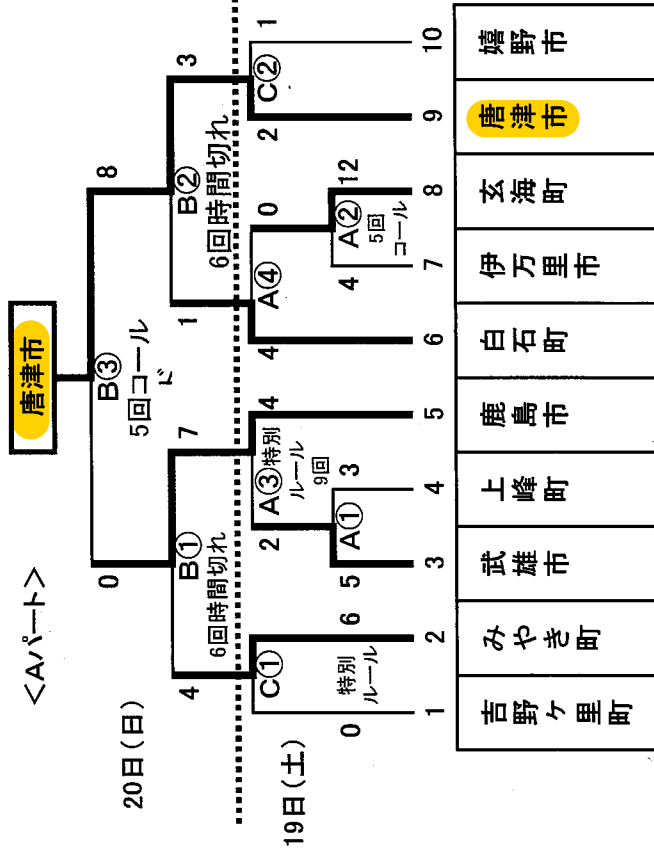 <Aパート>
唐津市
B③
5回コールド
0
8
20日(日)
B①
6回時間切れ
4
7
B②
6回時間切れ
1
3
19日(土)
C①
特別
ルール
0
6
A③特別
ルール
9回
2
4
A①
5
3
A④
4
0
A②
5回
コール
4
12
C②
2
1
1
2
3
4
5
6
7
8
9
10
吉野ヶ里町
みやき町
武雄市
上峰町
鹿島市
白石町
伊万里市
玄海町
唐津市
嬉野市